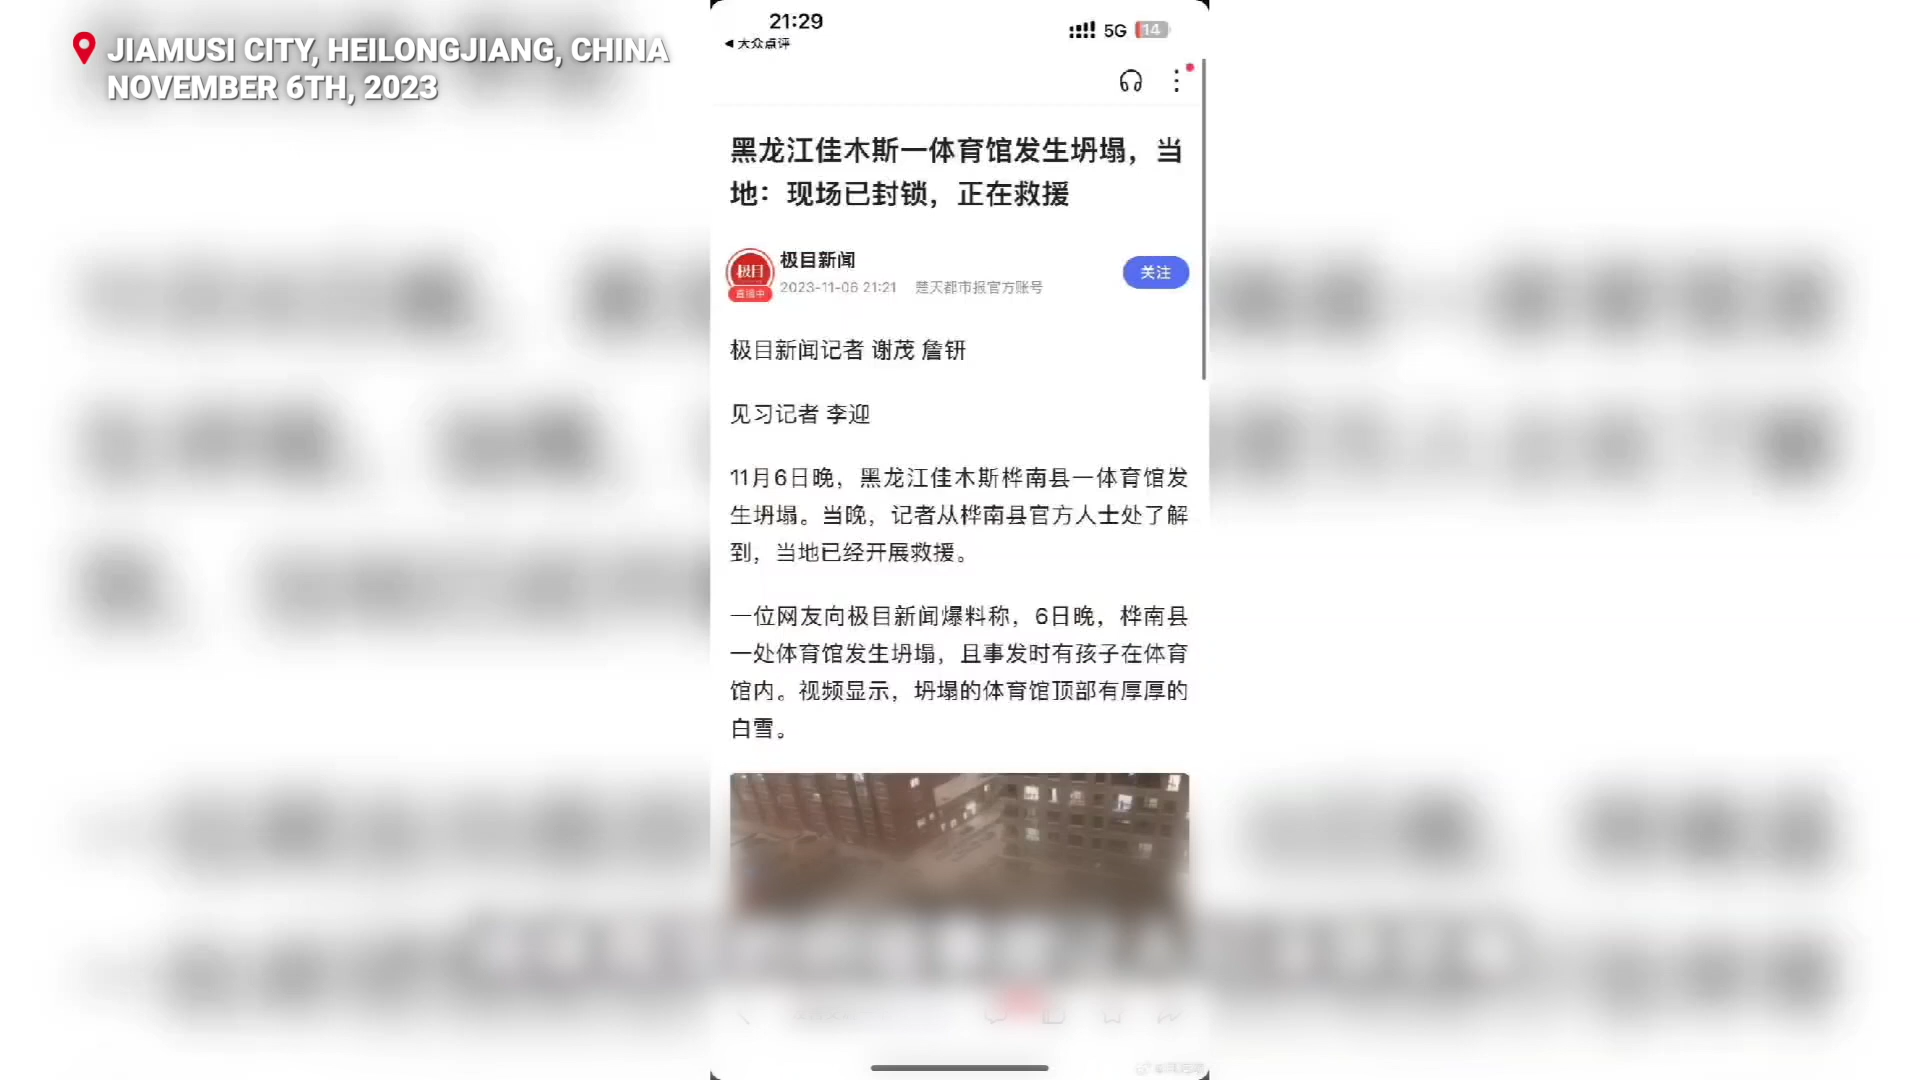 JIAMUSI CITY, HEILONGJIANG, CHINA
NOVEMBER 6TH, 2023
21:29
5G
14
大众点评
黑龙江佳木斯一体育馆发生坍塌，当
地：现场已封锁，正在救援
极目
直播中
极目新闻
2023-11-06 21:21 楚天都市报官方账号
关注
极目新闻记者 谢茂 詹钘
见习记者 李迎
11月6日晚，黑龙江佳木斯桦南县一体育馆发
生坍塌。当晚，记者从桦南县官方人士处了解
到，当地已经开展救援。
一位网友向极目新闻爆料称，6日晚，桦南县
一处体育馆发生坍塌，且事发时有孩子在体育
馆内。视频显示，坍塌的体育馆顶部有厚厚的
白雪。